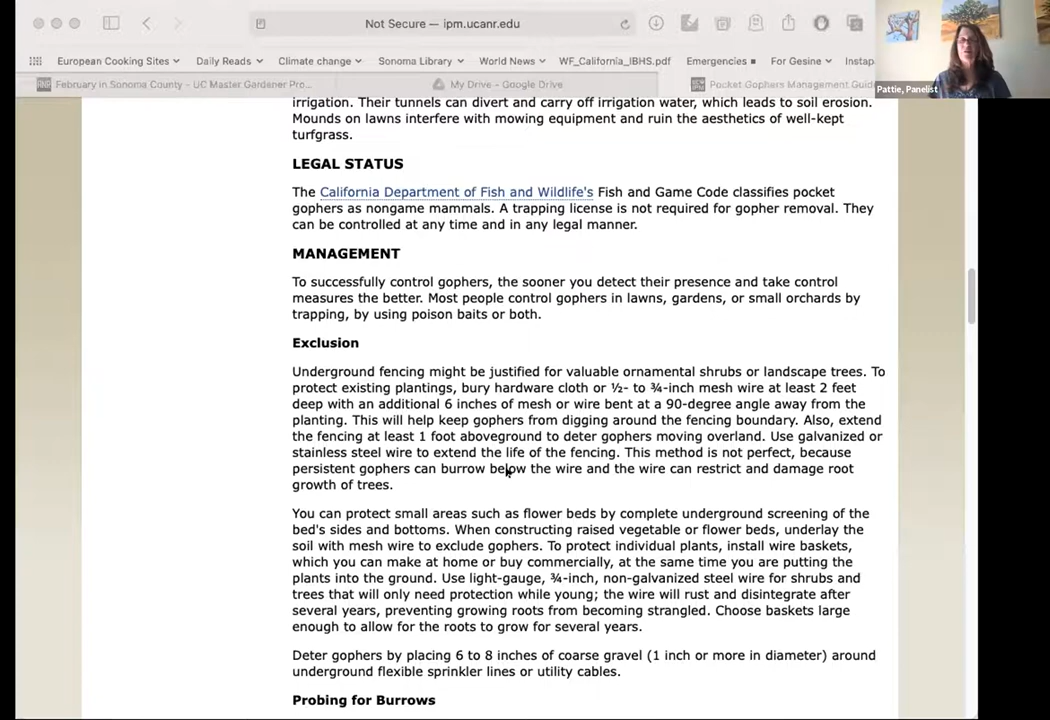 Not Secure — ipm.ucanr.edu
European Cooking Sites
Daily Reads
Climate change
Sonoma Library
World News
WF_California_IBHS.pdf
Emergencies
For Gesine
Instap
February in Sonoma County – UC Master Gardener Pro...
My Drive - Google Drive
Pocket Gophers Management Guid
Pattie, Panelist
irrigation. Their tunnels can divert and carry off irrigation water, which leads to soil erosion.
Mounds on lawns interfere with mowing equipment and ruin the aesthetics of well-kept
turfgrass.
LEGAL STATUS
The California Department of Fish and Wildlife's Fish and Game Code classifies pocket
gophers as nongame mammals. A trapping license is not required for gopher removal. They
can be controlled at any time and in any legal manner.
MANAGEMENT
To successfully control gophers, the sooner you detect their presence and take control
measures the better. Most people control gophers in lawns, gardens, or small orchards by
trapping, by using poison baits or both.
Exclusion
Underground fencing might be justified for valuable ornamental shrubs or landscape trees. To
protect existing plantings, bury hardware cloth or ½- to ¾-inch mesh wire at least 2 feet
deep with an additional 6 inches of mesh or wire bent at a 90-degree angle away from the
planting. This will help keep gophers from digging around the fencing boundary. Also, extend
the fencing at least 1 foot aboveground to deter gophers moving overland. Use galvanized or
stainless steel wire to extend the life of the fencing. This method is not perfect, because
persistent gophers can burrow below the wire and the wire can restrict and damage root
growth of trees.
You can protect small areas such as flower beds by complete underground screening of the
bed's sides and bottoms. When constructing raised vegetable or flower beds, underlay the
soil with mesh wire to exclude gophers. To protect individual plants, install wire baskets,
which you can make at home or buy commercially, at the same time you are putting the
plants into the ground. Use light-gauge, ¾-inch, non-galvanized steel wire for shrubs and
trees that will only need protection while young; the wire will rust and disintegrate after
several years, preventing growing roots from becoming strangled. Choose baskets large
enough to allow for the roots to grow for several years.
Deter gophers by placing 6 to 8 inches of coarse gravel (1 inch or more in diameter) around
underground flexible sprinkler lines or utility cables.
Probing for Burrows